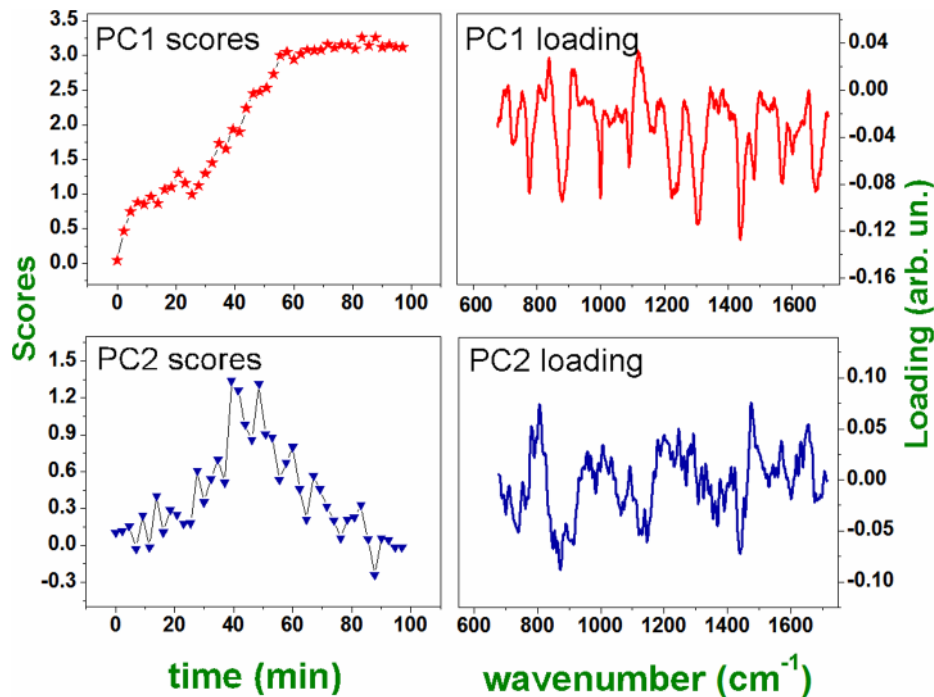 PC1 scores
3.5
3.0
2.5
2.0
1.5
1.0
0.5
0.0
0 20 40 60 80 100
PC1 loading
0.04
0.00
-0.04
-0.08
-0.12
-0.16
600 800 1000 1200 1400 1600
Scores
Loading (arb. un.)
PC2 scores
1.5
1.2
0.9
0.6
0.3
0.0
-0.3
0 20 40 60 80 100
PC2 loading
0.10
0.05
0.00
-0.05
-0.10
600 800 1000 1200 1400 1600
time (min)
wavenumber (cm⁻¹)